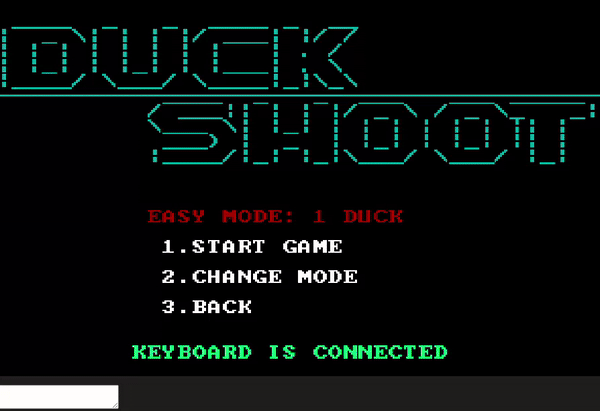 DUCK
SHOOT
EASY MODE: 1 DUCK
1.START GAME
2.CHANGE MODE
3.BACK
KEYBOARD IS CONNECTED